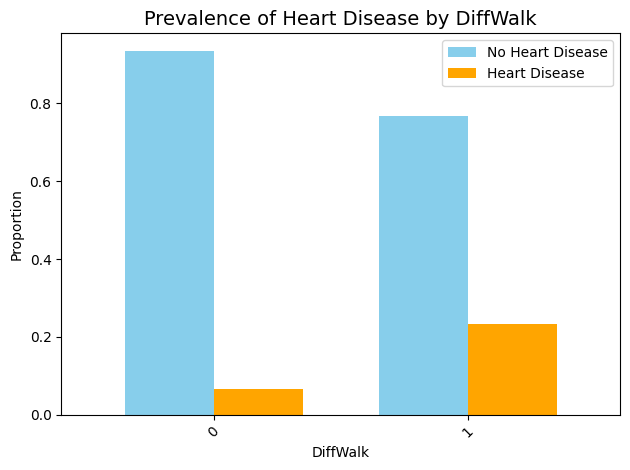 Prevalence of Heart Disease by DiffWalk
No Heart Disease
Heart Disease
Proportion
0.8
0.6
0.4
0.2
0.0
0
1
DiffWalk